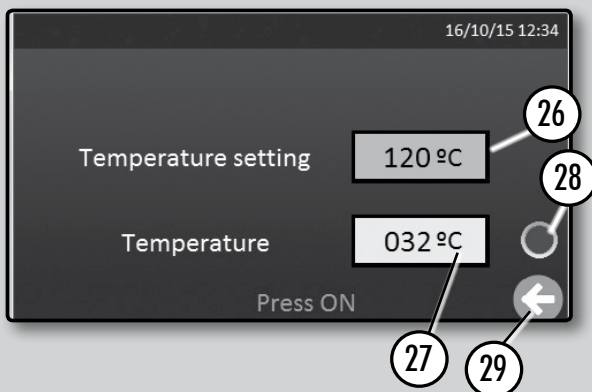 16/10/15 12:34
26
Temperature setting 120 ºC
28
Temperature 032 ºC
Press ON
27
29